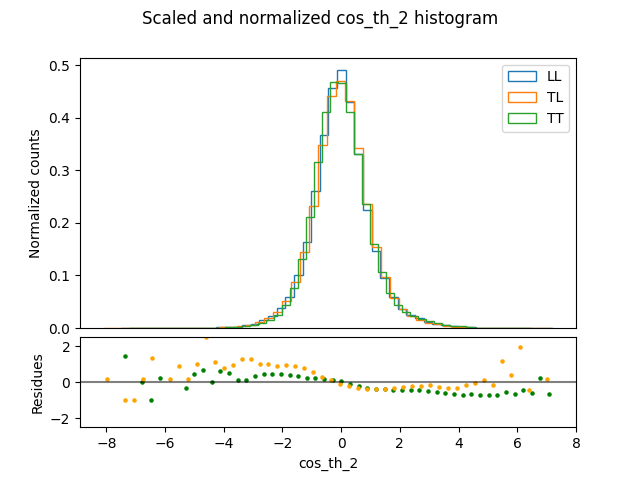 Scaled and normalized cos_th_2 histogram
0.5
0.4
0.3
0.2
0.1
0.0
Normalized counts
LL
TL
TT
2
0
−2
Residues
−8 −6 −4 −2 0 2 4 6 8
cos_th_2